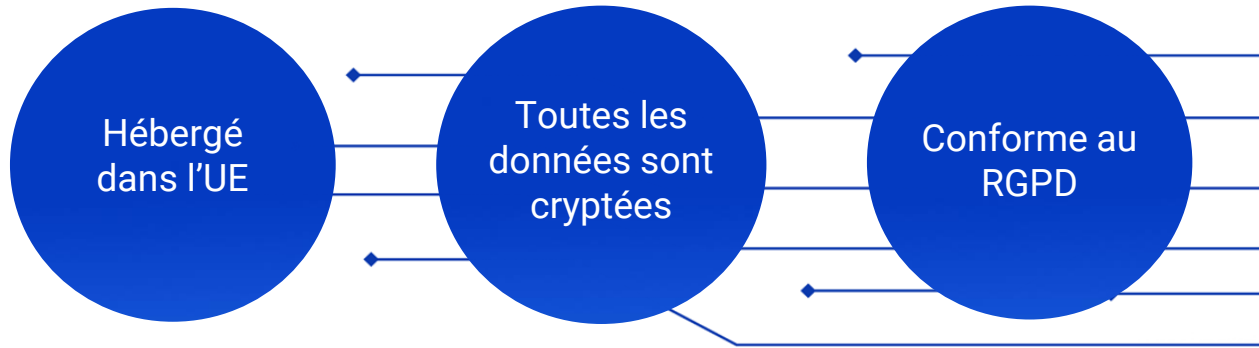 Hébergé
dans l’UE
Toutes les
données sont
cryptées
Conforme au
RGPD